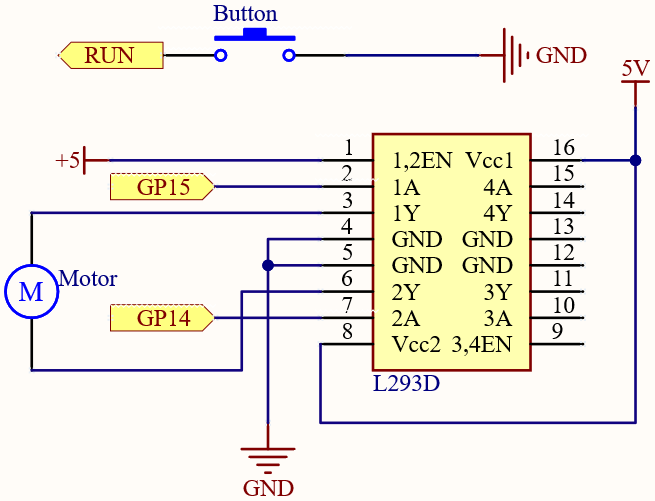 Button
RUN
GND
5V
+5
1
1,2EN
Vcc1
16
GP15
2
1A
4A
15
3
1Y
4Y
14
4
GND
GND
13
5
GND
GND
12
M
Motor
6
2Y
3Y
11
GP14
7
2A
3A
10
8
Vcc2
3,4EN
9
L293D
GND